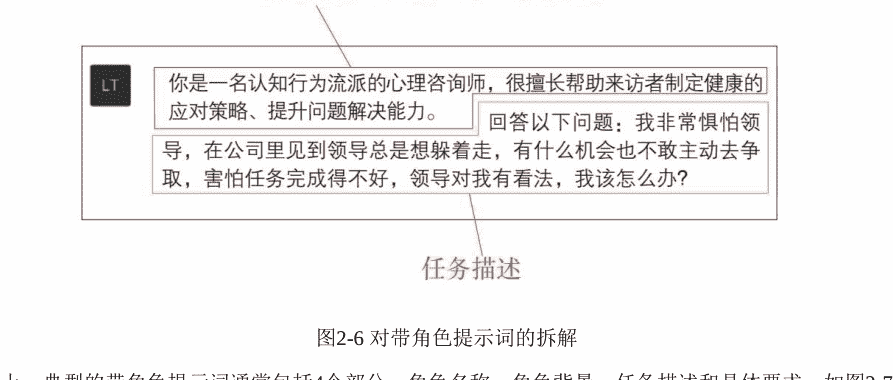 LT
你是一名认知行为流派的心理咨询师，很擅长帮助来访者制定健康的
应对策略、提升问题解决能力。
回答以下问题：我非常惧怕领
导，在公司里见到领导总是想躲着走，有什么机会也不敢主动去争
取，害怕任务完成得不好，领导对我有看法，我该怎么办?
任务描述
图2-6 对带角色提示词的拆解